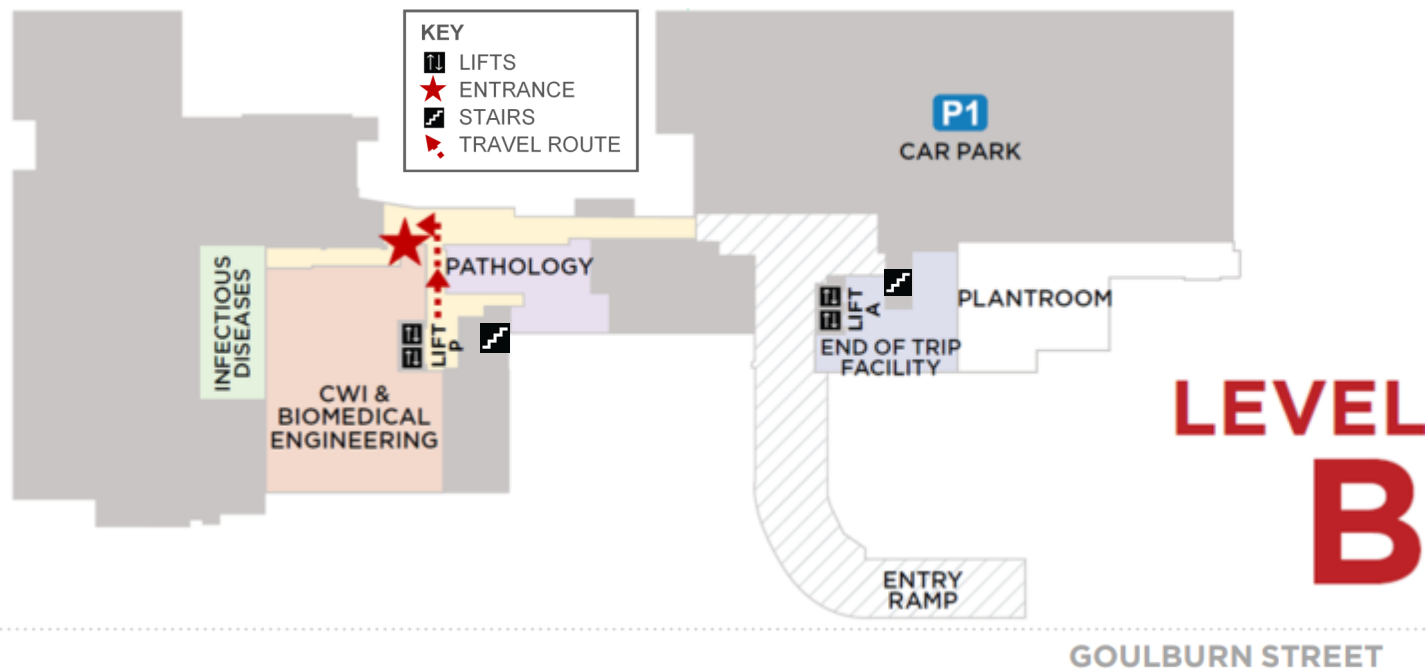 KEY
LIFTS
ENTRANCE
STAIRS
TRAVEL ROUTE
P1
CAR PARK
INFECTIOUS
DISEASES
PATHOLOGY
LIFT
P
LIFT
A
PLANTROOM
END OF TRIP
FACILITY
CWI &
BIOMEDICAL
ENGINEERING
LEVEL
B
ENTRY
RAMP
GOULBURN STREET